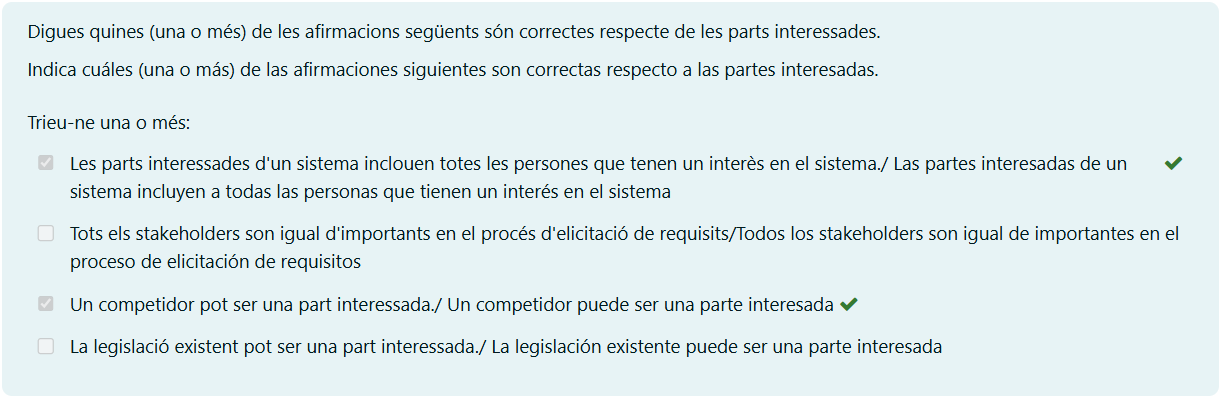 Digues quines (una o més) de les afirmacions següents són correctes respecte de les parts interessades.
Indica cuáles (una o más) de las afirmaciones siguientes son correctas respecto a las partes interesadas.
Trieu-ne una o més:
Les parts interessades d'un sistema inclouen totes les persones que tenen un interès en el sistema./ Las partes interesadas de un
sistema incluyen a todas las personas que tienen un interés en el sistema
Tots els stakeholders son igual d'importants en el procés d'elicitació de requisits/Todos los stakeholders son igual de importantes en el
proceso de elicitación de requisitos
Un competidor pot ser una part interessada./ Un competidor puede ser una parte interesada
La legislació existent pot ser una part interessada./ La legislación existente puede ser una parte interesada